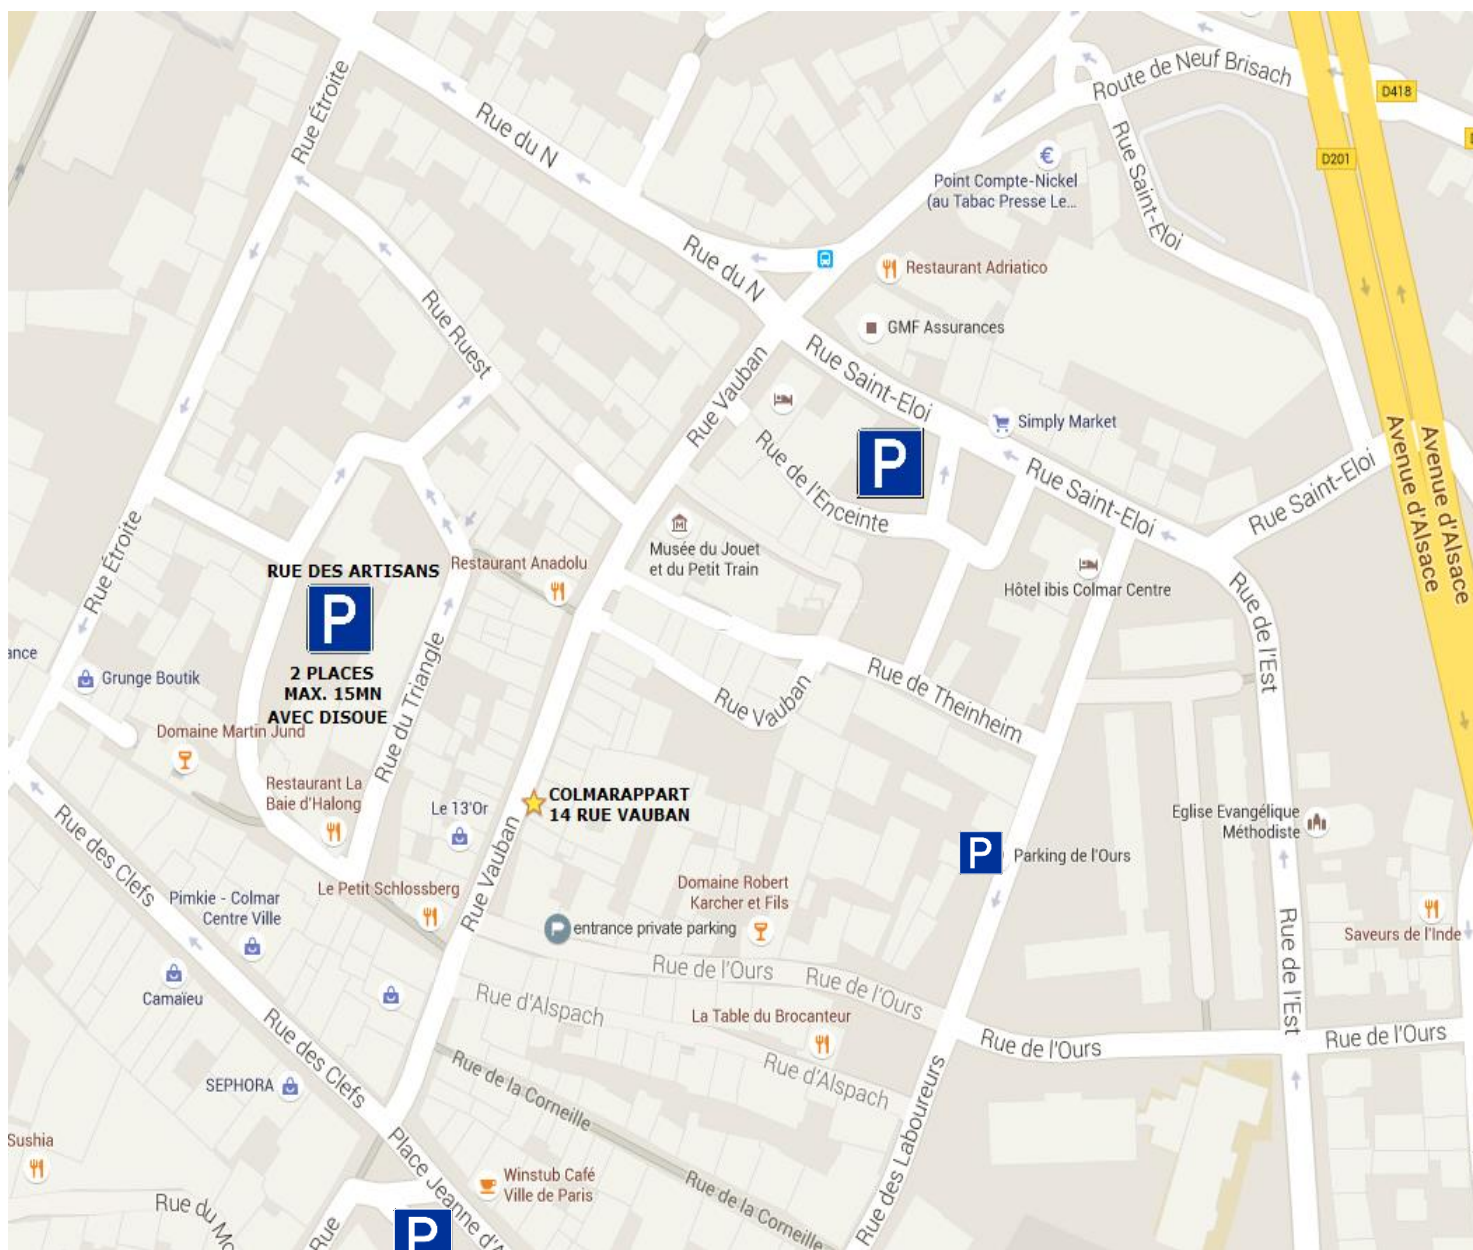 Rue Étroite
Rue du N
Route de Neuf Brisach
D418
D201
Rue Saint-Eloi
Point Compte-Nickel
(au Tabac Presse Le...
Rue du N
Restaurant Adriatico
GMF Assurances
Rue Ruest
Rue Vauban
Rue Saint-Eloi
Simply Market
Rue de l'Enceinte
P
Rue Saint-Eloi
Rue Saint-Eloi
Avenue d'Alsace
Avenue d'Alsace
Rue Étroite
Musée du Jouet
et du Petit Train
Restaurant Anadolu
RUE DES ARTISANS
P
2 PLACES
MAX. 15MN
AVEC DISQUE
Hôtel ibis Colmar Centre
Rue de l'Est
ance
Grunge Boutik
Rue du Triangle
Rue Vauban
Rue de Theinheim
Domaine Martin Jund
Restaurant La
Baie d'Halong
Le 13'Or
COLMARAPPART
14 RUE VAUBAN
Rue Vauban
Eglise Evangélique
Méthodiste
P
Parking de l'Ours
Rue des Clefs
Pimkie - Colmar
Centre Ville
Le Petit Schlossberg
Domaine Robert
Karcher et Fils
P
entrance private parking
Saveurs de l'Inde
Rue de l'Est
Camaïeu
Rue de l'Ours
Rue de l'Ours
Rue d'Alspach
La Table du Brocanteur
Rue des Clefs
Rue de l'Ours
Rue de l'Ours
Rue d'Alspach
SEPHORA
Rue de la Corneille
Rue des Laboureurs
Sushia
Place Jeanne d'A
Winstub Café
Ville de Paris
Rue de la Corneille
Rue du Mo
Rue
P